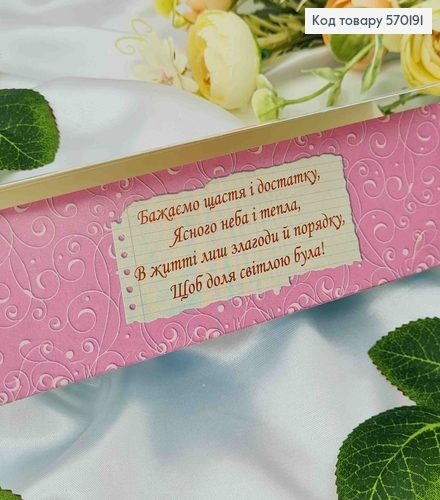 Код товару 570191
Бажаємо щастя і достатку,
Ясного неба і тепла,
В житті лиш злагоди й порядку,
Щоб доля світлою була!